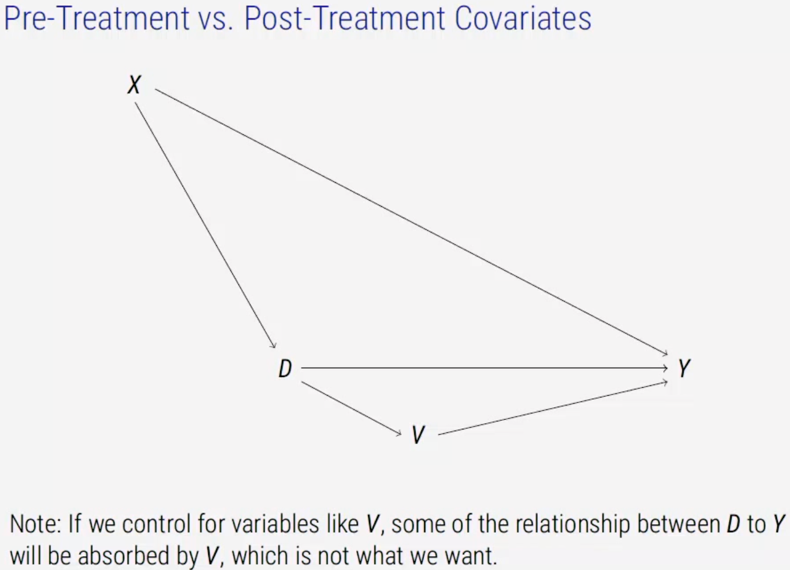 Pre-Treatment vs. Post-Treatment Covariates
X
D
Y
V
Note: If we control for variables like V, some of the relationship between D to Y
will be absorbed by V, which is not what we want.